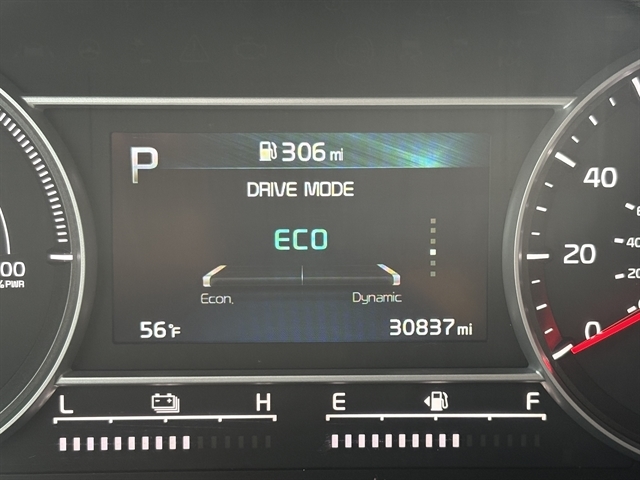 P
306 mi
DRIVE MODE
ECO
Econ.
Dynamic
56°F
30837 mi
L H
E F
00
% PWR
40
20
0